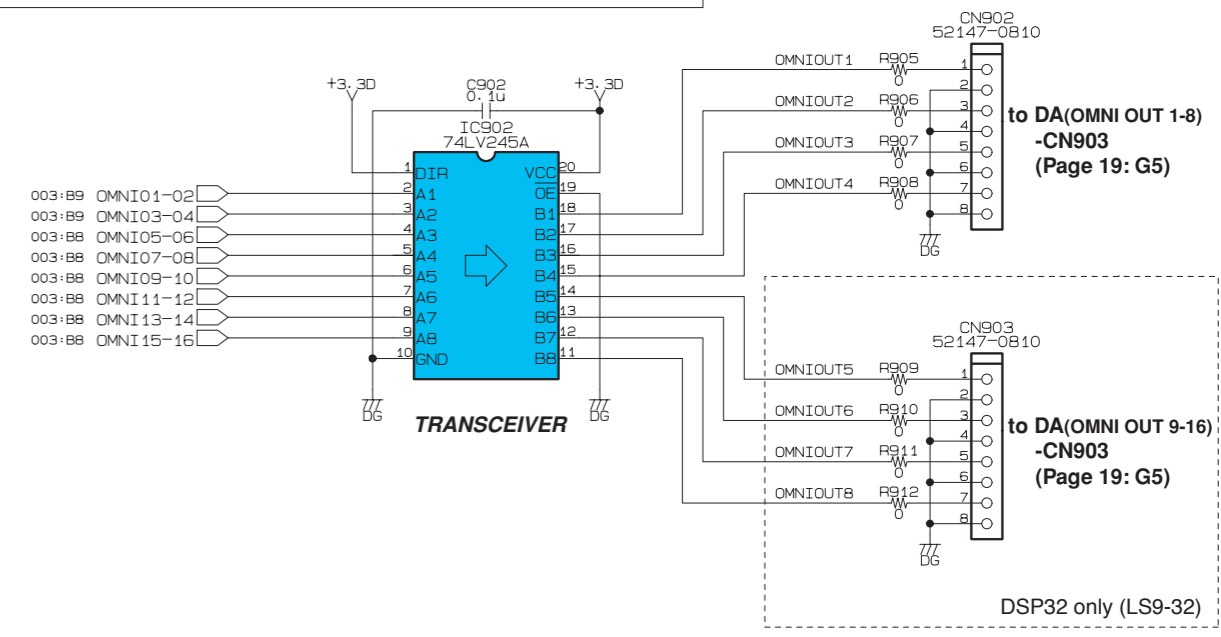 CN902
52147-0810
OMNIOUT1 R905 0 1
2
OMNIOUT2 R906 0 3
4
OMNIOUT3 R907 0 5
6
OMNIOUT4 R908 0 7
8
DG
to DA(OMNI OUT 1-8)
-CN903
(Page 19: G5)
+3.3D
C902
0.1u
+3.3D
IC902
74LV245A
1 DIR VCC 20
003:B9 OMNI01-02 2 A1 OE 19
003:B9 OMNI03-04 3 A2 B1 18
003:B8 OMNI05-06 4 A3 B2 17
003:B8 OMNI07-08 5 A4 B3 16
003:B8 OMNI09-10 6 A5 B4 15
003:B8 OMNI11-12 7 A6 B5 14
003:B8 OMNI13-14 8 A7 B6 13
003:B8 OMNI15-16 9 A8 B7 12
10 GND B8 11
DG
DG
TRANSCEIVER
CN903
52147-0810
OMNIOUT5 R909 0 1
2
OMNIOUT6 R910 0 3
4
OMNIOUT7 R911 0 5
6
OMNIOUT8 R912 0 7
8
DG
to DA(OMNI OUT 9-16)
-CN903
(Page 19: G5)
DSP32 only (LS9-32)